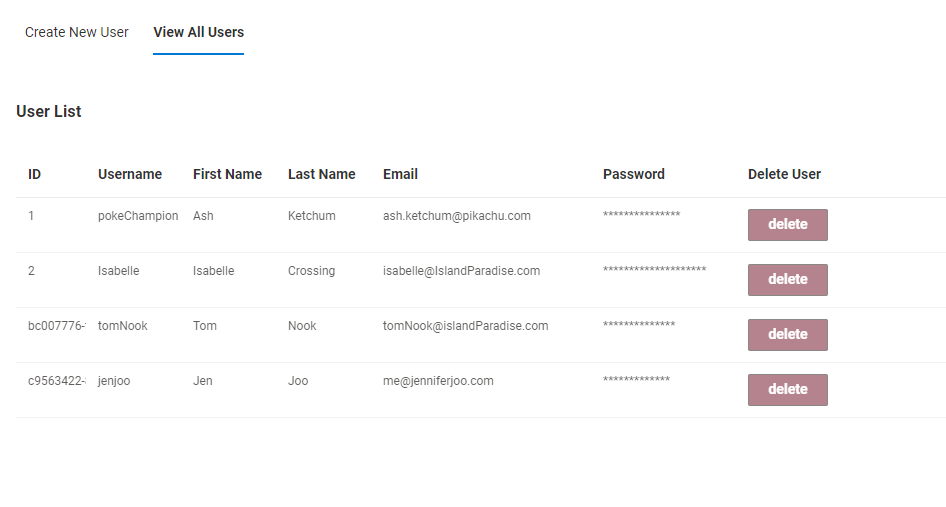 Create New User View All Users
User List
ID Username First Name Last Name Email Password Delete User
1 pokeChampion Ash Ketchum ash.ketchum@pikachu.com *************** delete
2 Isabelle Isabelle Crossing isabelle@IslandParadise.com ******************** delete
bc007776- tomNook Tom Nook tomNook@islandParadise.com ************** delete
c9563422- jenjoo Jen Joo me@jenniferjoo.com ************* delete